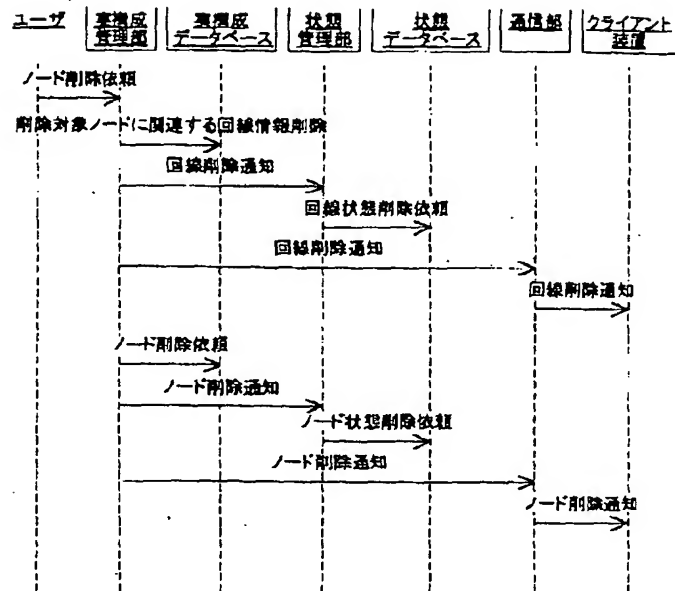 ユーザ
実構成
管理部
実構成
データベース
状態
管理部
状態
データベース
通信部
クライアント
装置
ノード削除依頼
削除対象ノードに関連する回線情報削除
回線削除通知
回線状態削除依頼
回線削除通知
回線削除通知
ノード削除依頼
ノード削除通知
ノード状態削除依頼
ノード削除通知
ノード削除通知